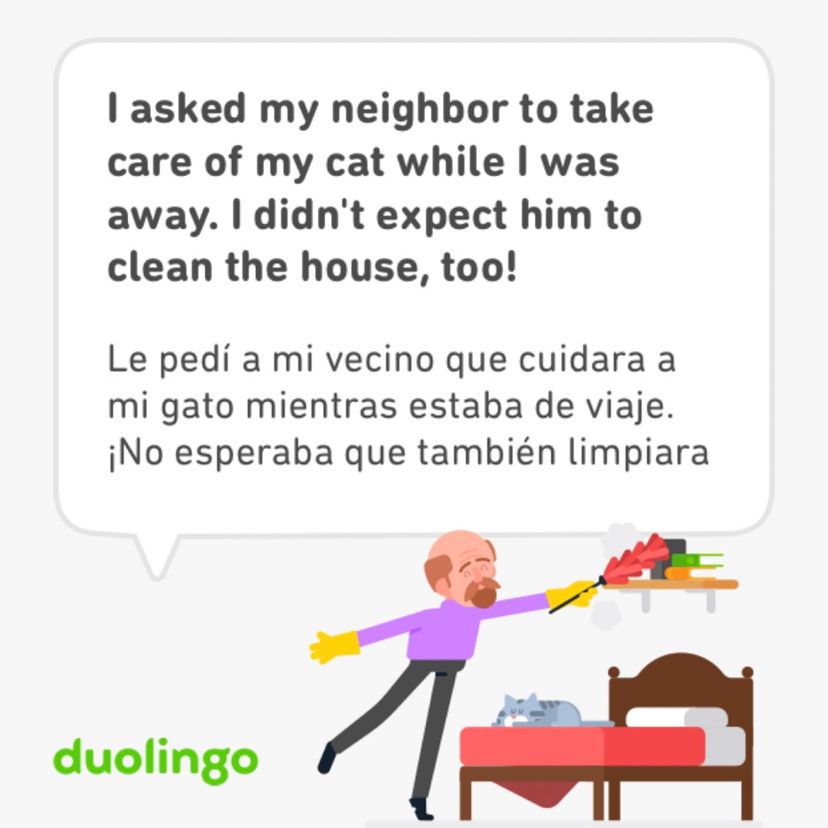 I asked my neighbor to take
care of my cat while I was
away. I didn't expect him to
clean the house, too!
Le pedí a mi vecino que cuidara a
mi gato mientras estaba de viaje.
¡No esperaba que también limpiara
duolingo